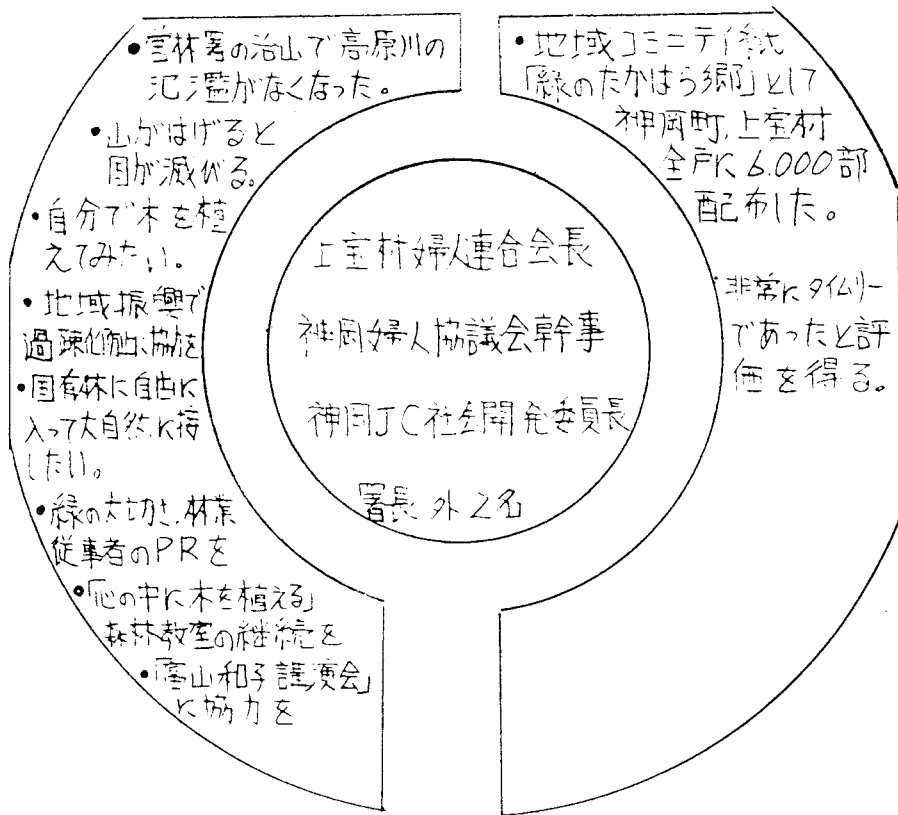 ・営林署の治山で高原川の
氾濫がなくなった。
・山がはげると
国が滅びる。
・自分で木を植
えてみたい。
・地域振興で
過疎化防止に協力を
・国有林に自由に
入って大自然に接
したい。
・緑の大切さ、林業
従事者のPRを
・「心の中に木を植える」
森林教室の継続を
・「富山和子講演会」
に協力を
上宝村婦人連合会長
神岡婦人協議会幹事
神岡JC社会開発委員長
署長外2名
・地域コミニティ紙
「緑のたかはら郷」として
神岡町、上宝村
全戸に6.000部
配布した。
・非常にタイムリー
であったと評
価を得る。